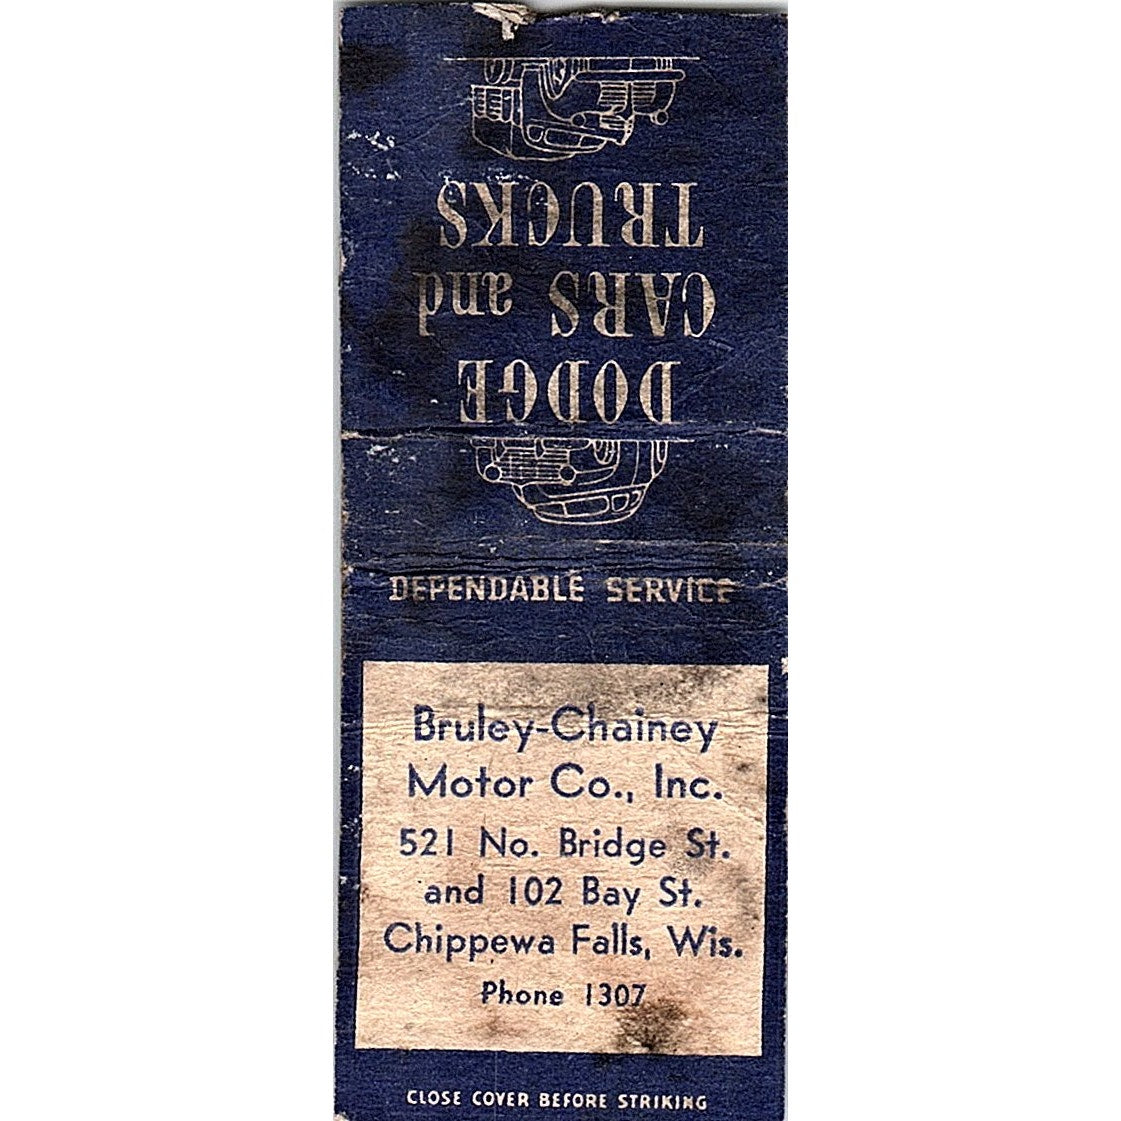 DODGE
CARS and
TRUCKS
DEPENDABLE SERVICE
Bruley-Chainey
Motor Co., Inc.
521 No. Bridge St.
and 102 Bay St.
Chippewa Falls, Wis.
Phone 1307
CLOSE COVER BEFORE STRIKING